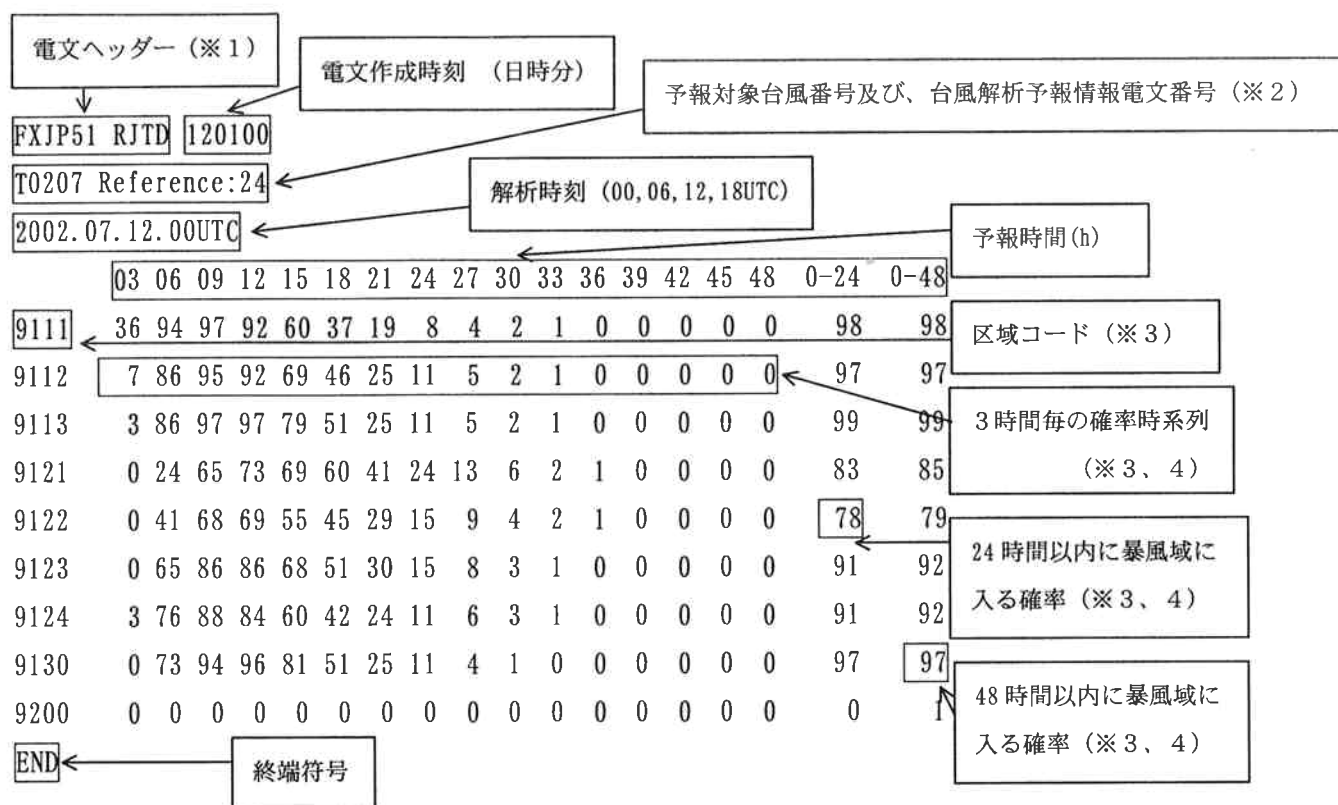 電文ヘッダー（※１）
電文作成時刻　（日時分）
予報対象台風番号及び、台風解析予報情報電文番号（※２）
FXJP51 RJTD 120100
T0207 Reference:24
解析時刻 (00,06,12,18UTC)
2002.07.12.00UTC
予報時間(h)
03 06 09 12 15 18 21 24 27 30 33 36 39 42 45 48 0-24 0-48
9111 36 94 97 92 60 37 19 8 4 2 1 0 0 0 0 0 98 98
区域コード（※３）
9112 7 86 95 92 69 46 25 11 5 2 1 0 0 0 0 0 97 97
9113 3 86 97 97 79 51 25 11 5 2 1 0 0 0 0 0 99 99
３時間毎の確率時系列
（※３、４）
9121 0 24 65 73 69 60 41 24 13 6 2 1 0 0 0 0 83 85
9122 0 41 68 69 55 45 29 15 9 4 2 1 0 0 0 0 78 79
24 時間以内に暴風域に
入る確率（※３、４）
9123 0 65 86 86 68 51 30 15 8 3 1 0 0 0 0 0 91 92
9124 3 76 88 84 60 42 24 11 6 3 1 0 0 0 0 0 91 92
9130 0 73 94 96 81 51 25 11 4 1 0 0 0 0 0 0 97 97
48 時間以内に暴風域に
入る確率（※３、４）
9200 0 0 0 0 0 0 0 0 0 0 0 0 0 0 0 0 0 1
END
終端符号